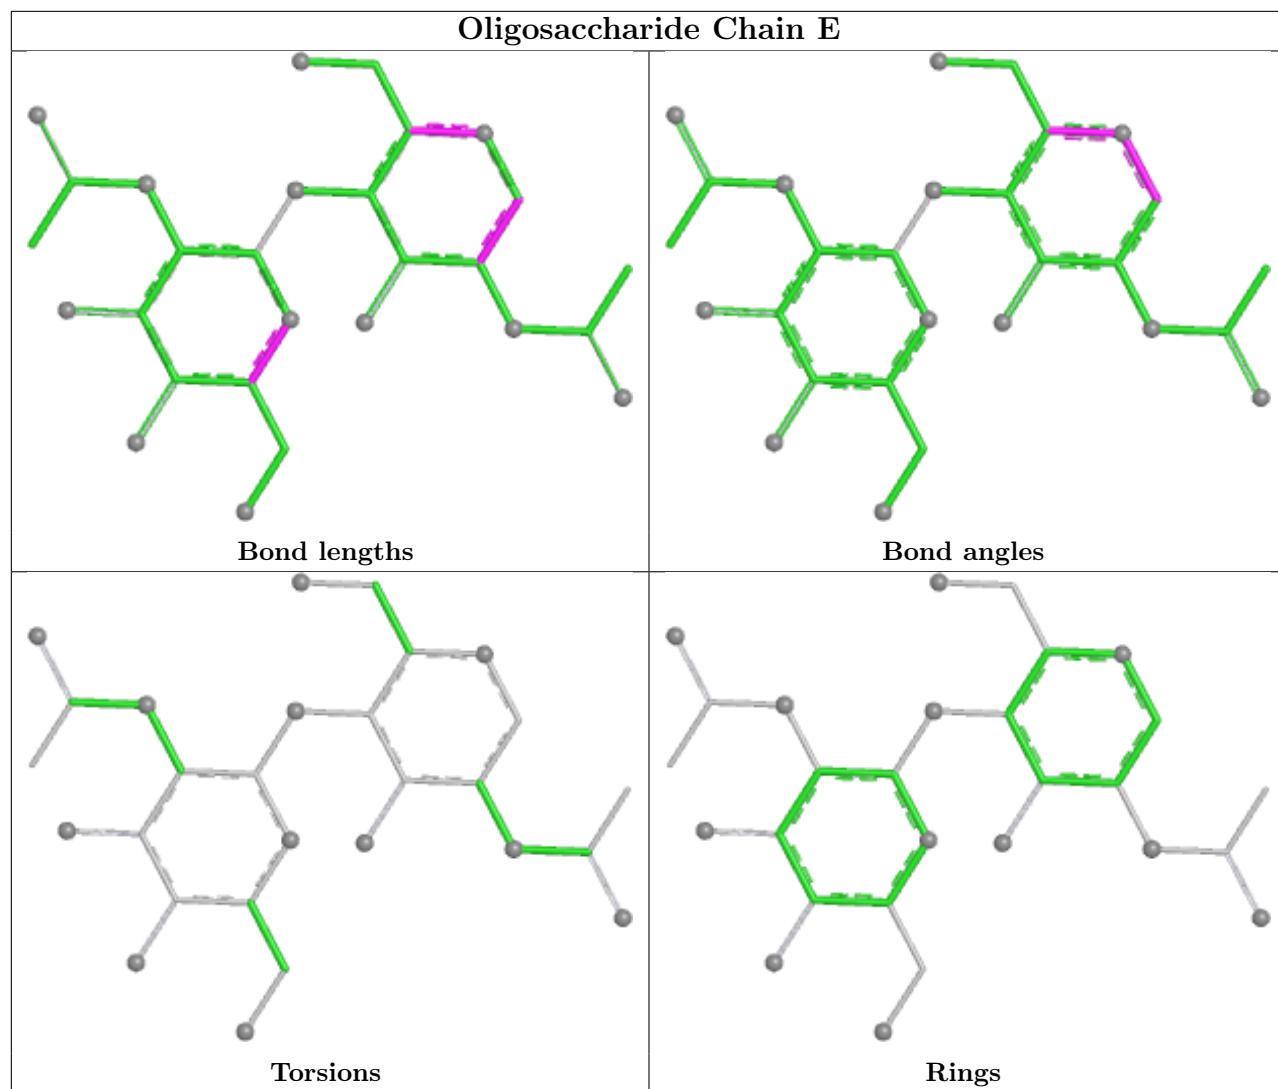 Oligosaccharide Chain E
Bond lengths
Bond angles
Torsions
Rings